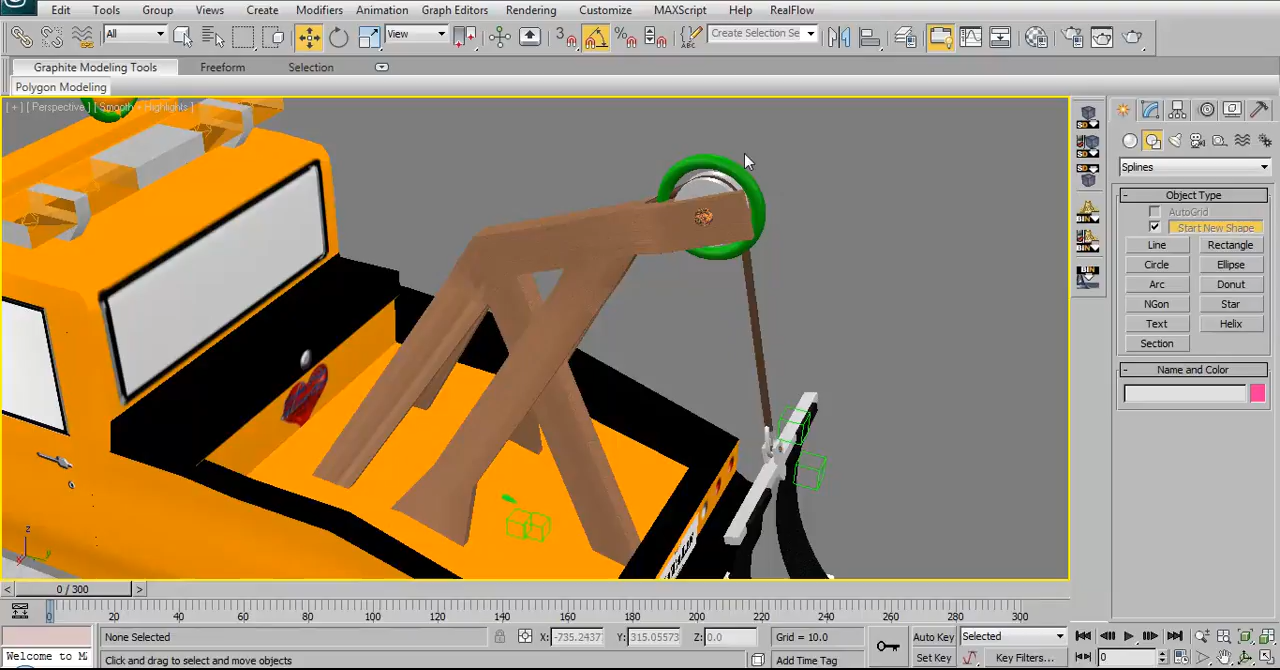 Edit Tools Group Views Create Modifiers Animation Graph Editors Rendering Customize MAXScript Help RealFlow
All View Create Selection Se
Graphite Modeling Tools Freeform Selection
Polygon Modeling
[ + ] [ Perspective ] [ Smooth + Highlights ]
Splines
- Object Type
AutoGrid
Start New Shape
Line Rectangle
Circle Ellipse
Arc Donut
NGon Star
Text Helix
Section
- Name and Color
< 0 / 300 >
0 20 40 60 80 100 120 140 160 180 200 220 240 260 280 300
None Selected X: -735.2437 Y: 315.05573 Z: 0.0 Grid = 10.0 Auto Key Selected
Welcome to M Click and drag to select and move objects Add Time Tag Set Key Key Filters... 0